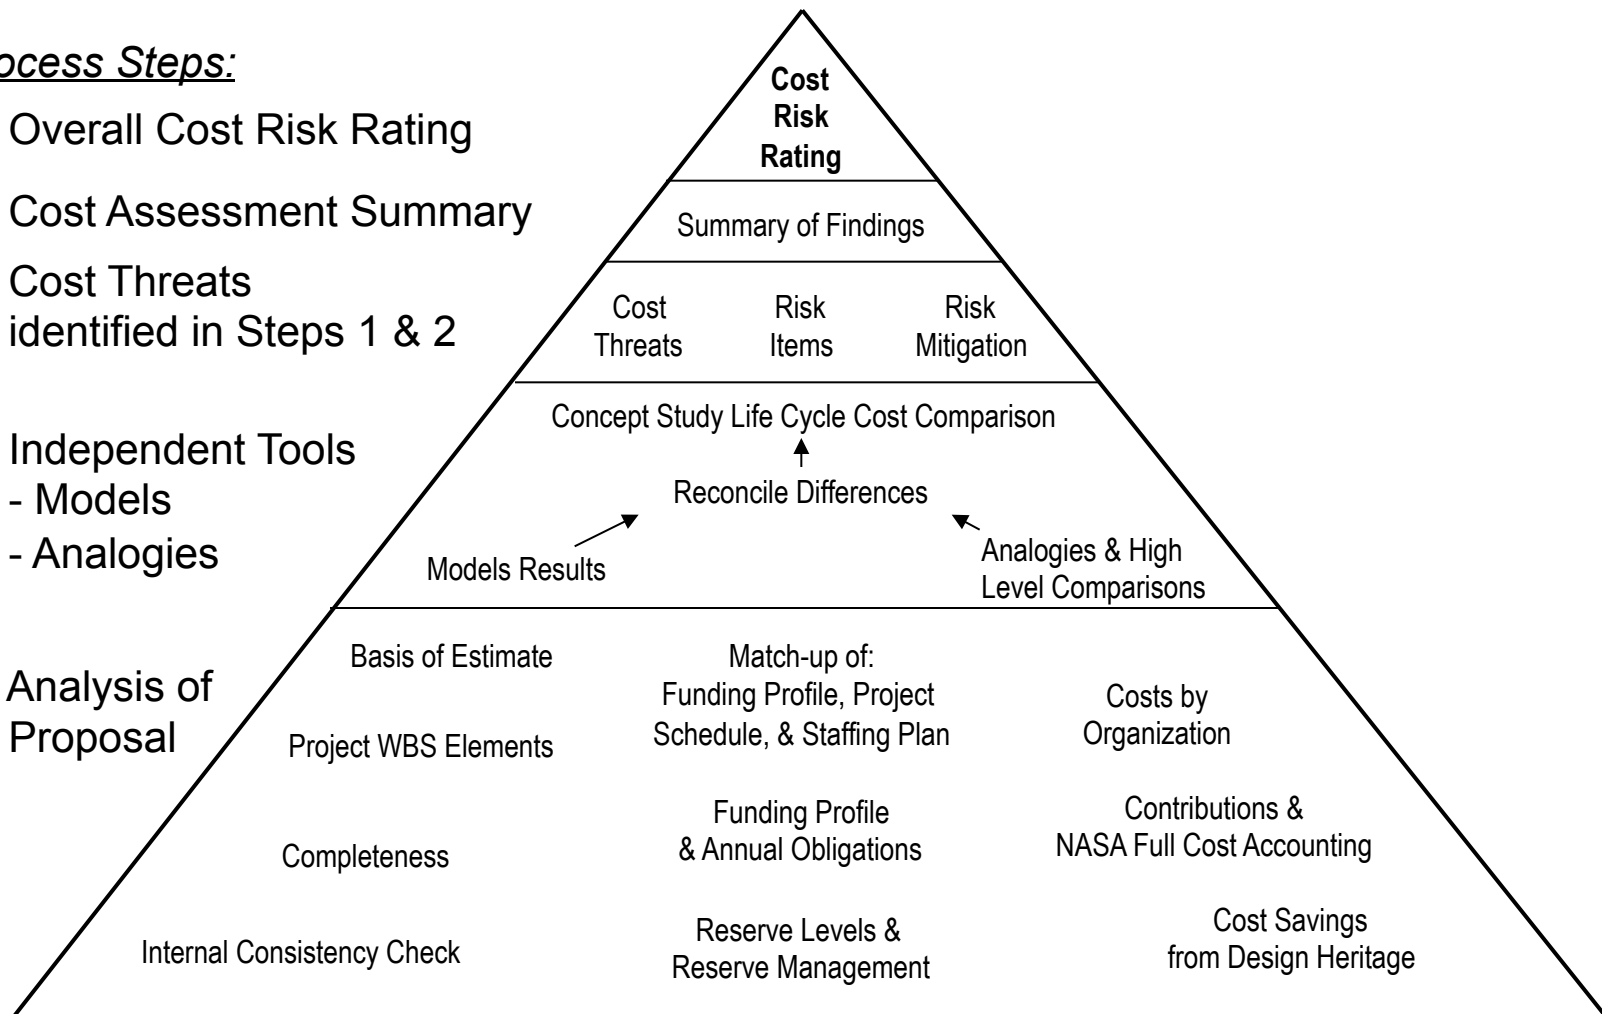 ocess Steps:
Overall Cost Risk Rating
Cost Assessment Summary
Cost Threats
identified in Steps 1 & 2
Independent Tools
- Models
- Analogies
Analysis of
Proposal
Cost
Risk
Rating
Summary of Findings
Cost
Threats
Risk
Items
Risk
Mitigation
Concept Study Life Cycle Cost Comparison
Reconcile Differences
Models Results
Analogies & High
Level Comparisons
Basis of Estimate
Match-up of:
Funding Profile, Project
Schedule, & Staffing Plan
Costs by
Organization
Project WBS Elements
Funding Profile
& Annual Obligations
Contributions &
NASA Full Cost Accounting
Completeness
Internal Consistency Check
Reserve Levels &
Reserve Management
Cost Savings
from Design Heritage